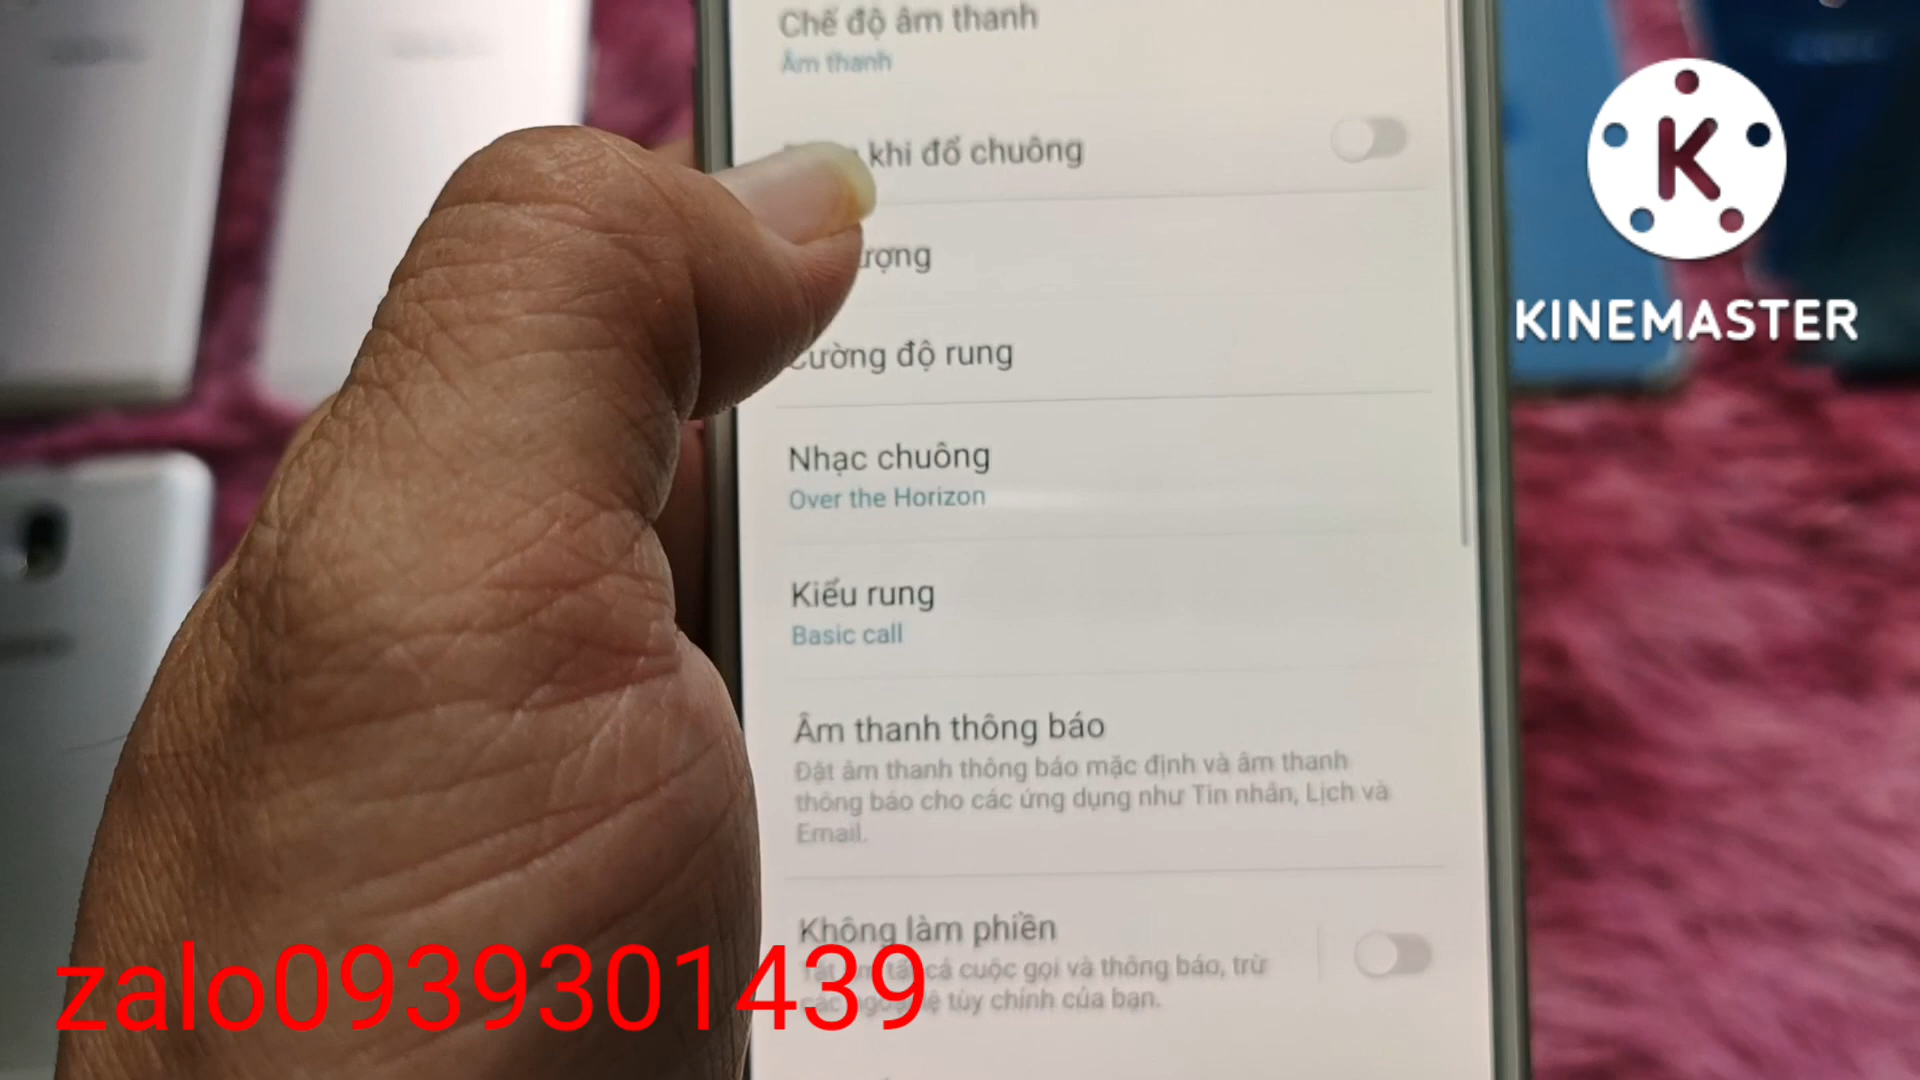 Chế độ âm thanh
Âm thanh
khi đổ chuông
K
KINEMASTER
Cường độ rung
Nhạc chuông
Over the Horizon
Kiểu rung
Basic call
Âm thanh thông báo
Đặt âm thanh thông báo mặc định và âm thanh
thông báo cho các ứng dụng như Tin nhắn, Lịch và
Email.
Không làm phiền
cả cuộc gọi và thông báo, trừ
tùy chỉnh của bạn.
zalo0939301439